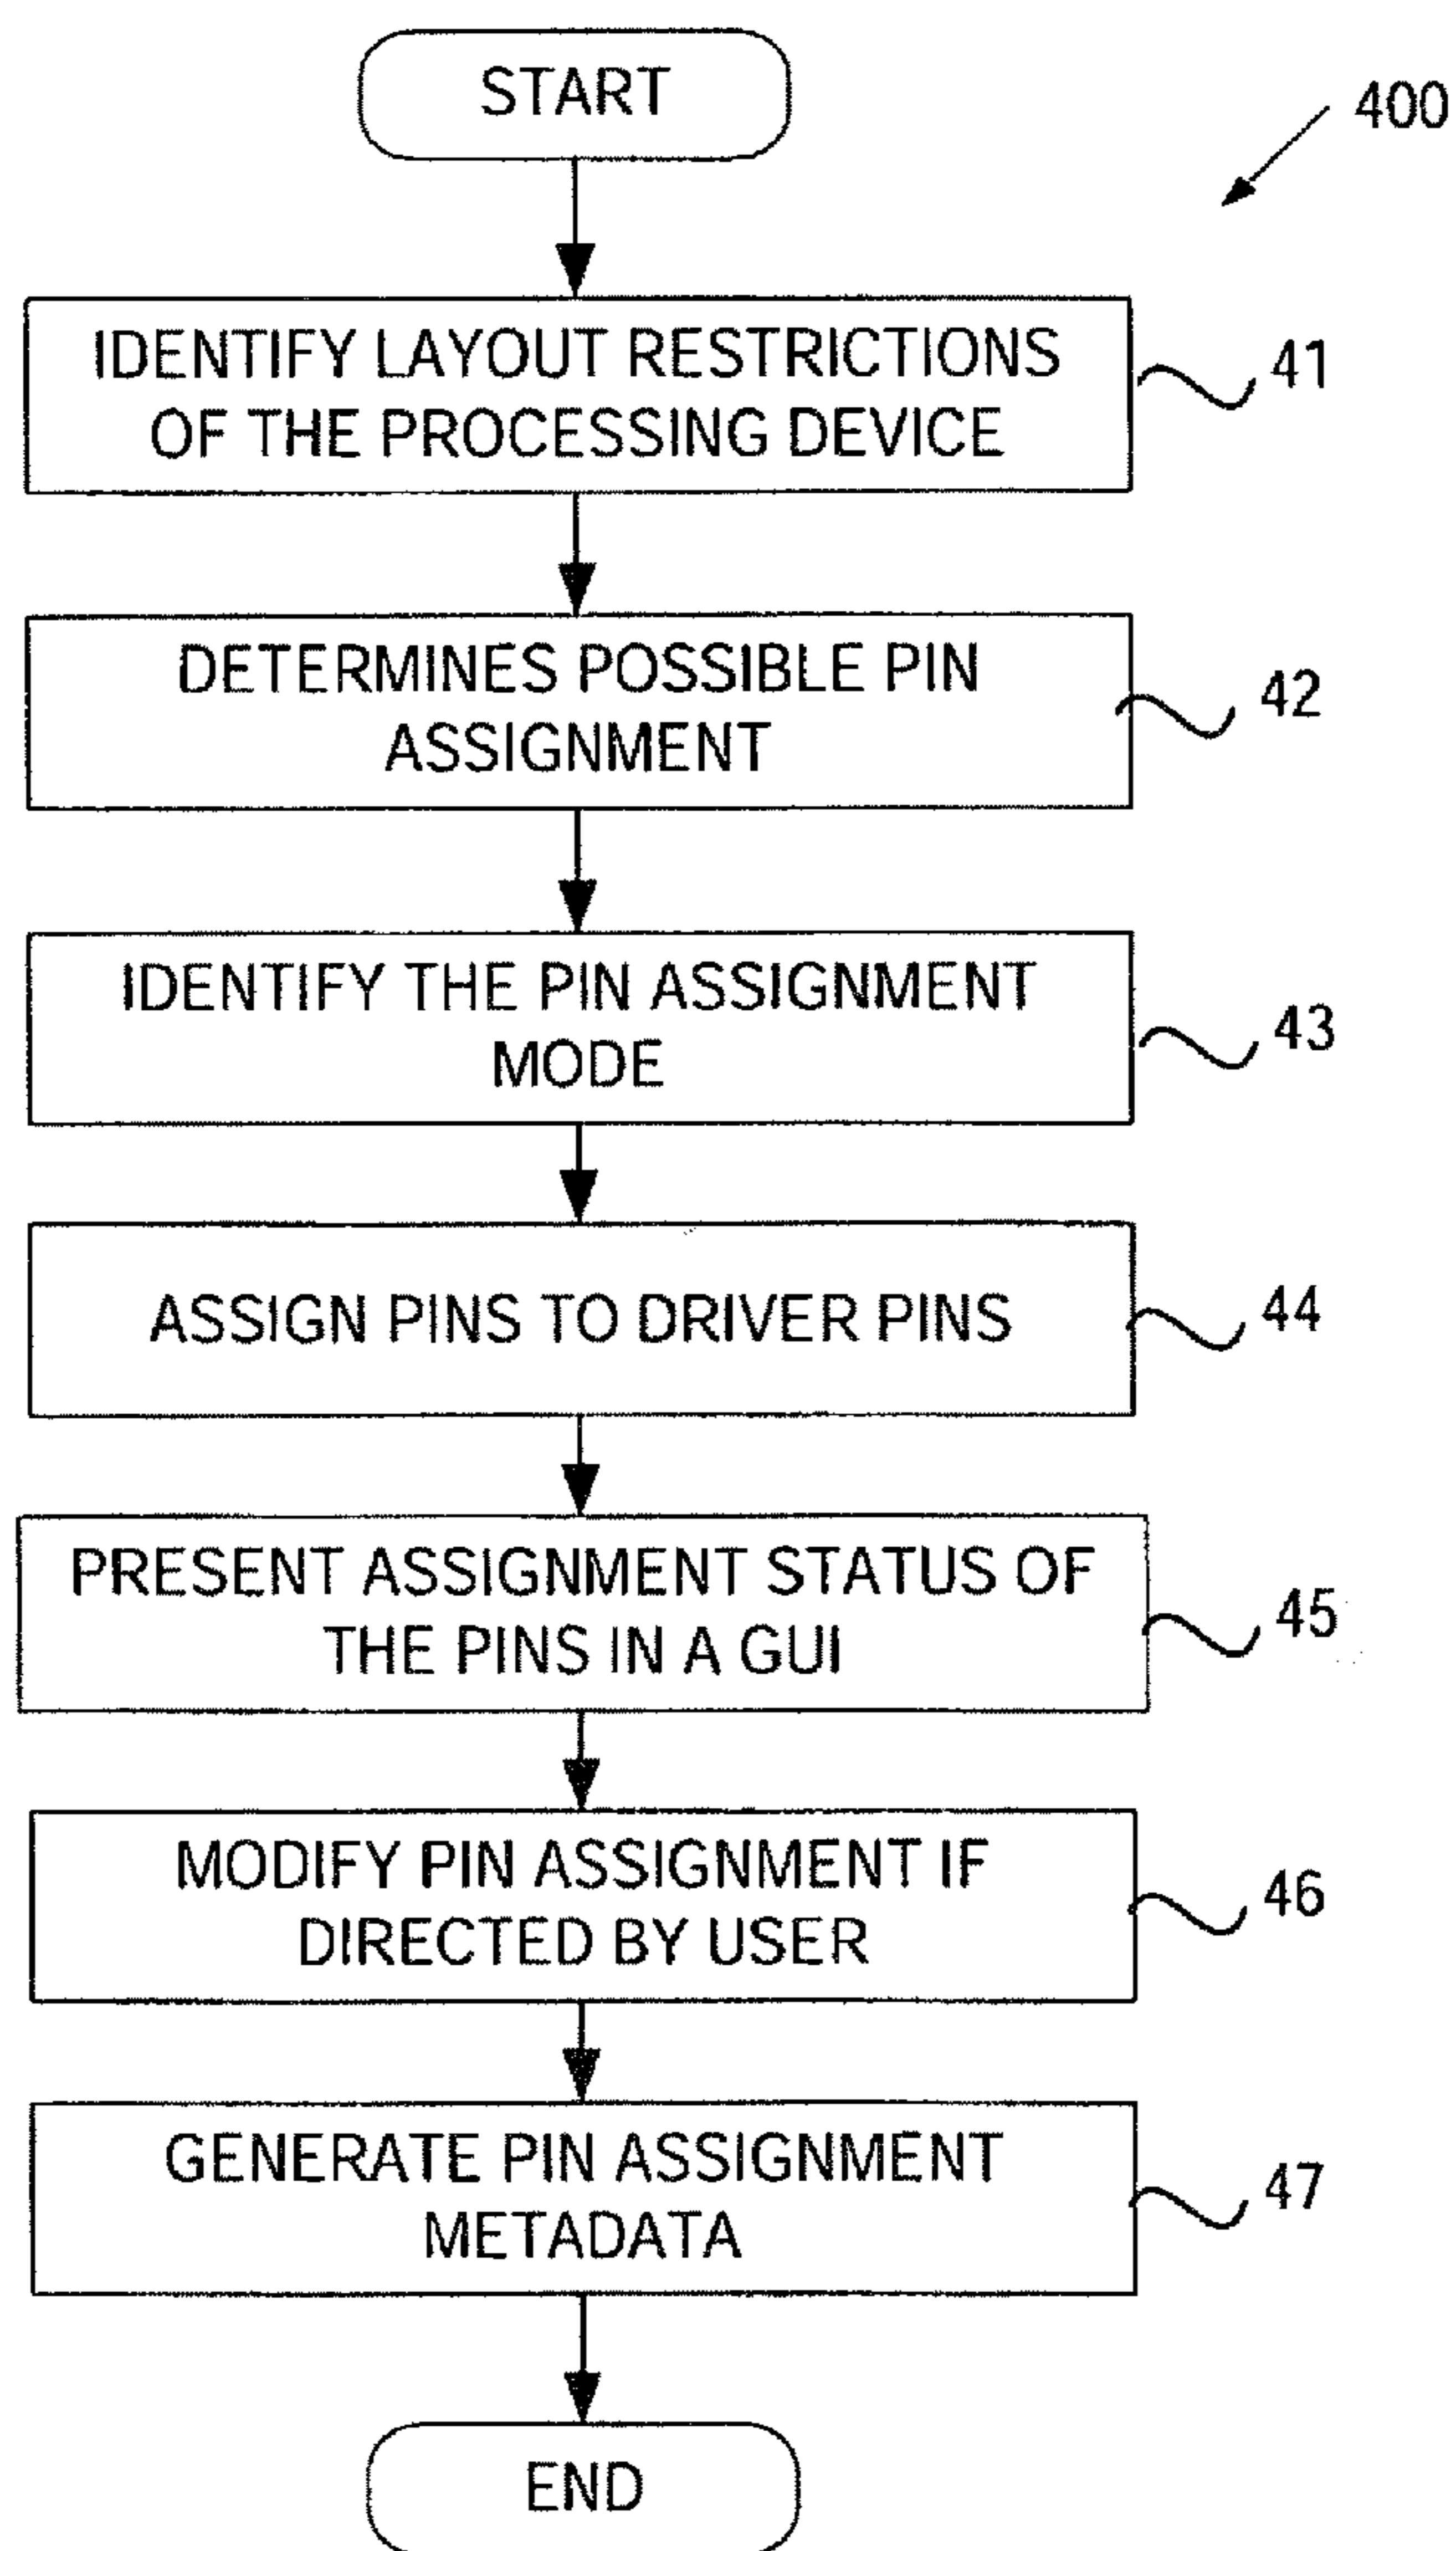 START
400
IDENTIFY LAYOUT RESTRICTIONS
OF THE PROCESSING DEVICE
41
DETERMINES POSSIBLE PIN
ASSIGNMENT
42
IDENTIFY THE PIN ASSIGNMENT
MODE
43
ASSIGN PINS TO DRIVER PINS
44
PRESENT ASSIGNMENT STATUS OF
THE PINS IN A GUI
45
MODIFY PIN ASSIGNMENT IF
DIRECTED BY USER
46
GENERATE PIN ASSIGNMENT
METADATA
47
END